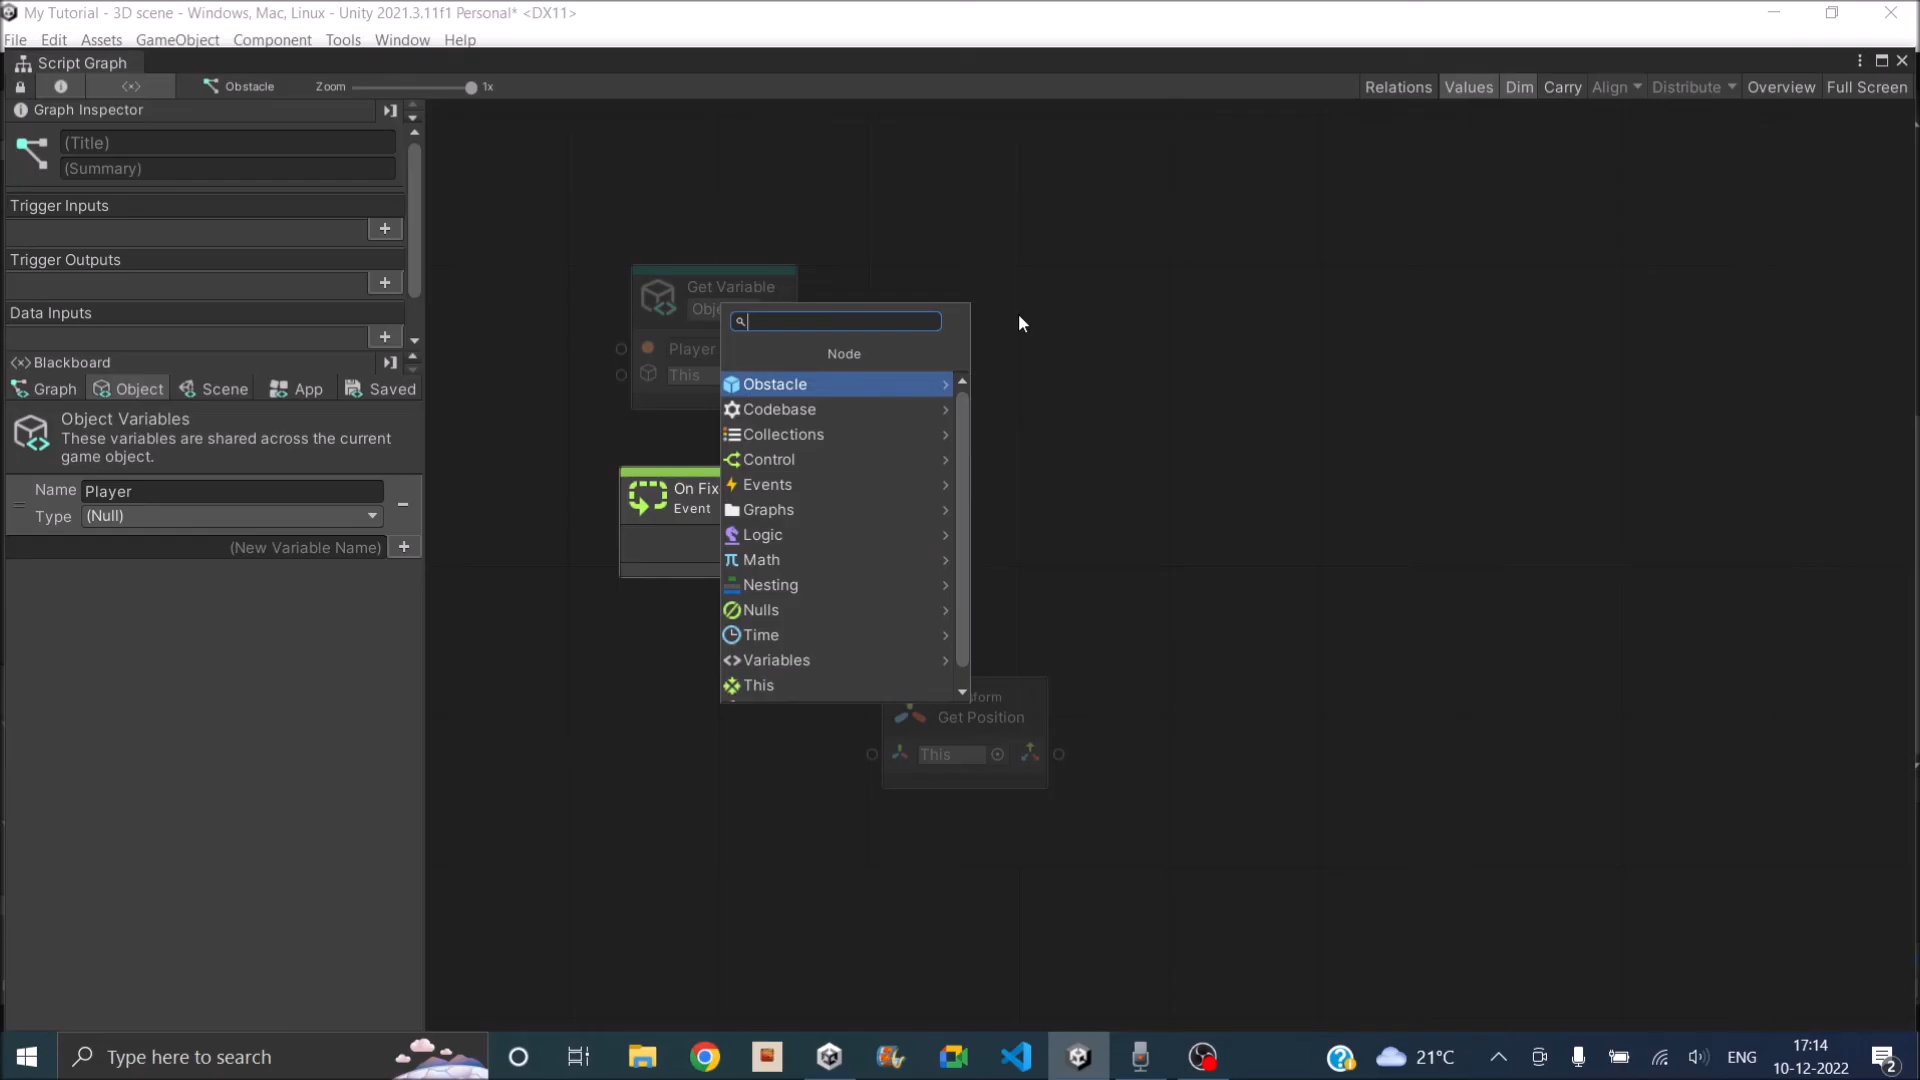 My Tutorial - 3D scene - Windows, Mac, Linux - Unity 2021.3.11f1 Personal* <DX11>
File Edit Assets GameObject Component Tools Window Help
Script Graph
Obstacle Zoom 1x Relations Values Dim Carry Align Distribute Overview Full Screen
Graph Inspector
(Title)
(Summary)
Trigger Inputs
Trigger Outputs
Data Inputs
Blackboard
Graph Object Scene App Saved
Object Variables
These variables are shared across the current
game object.
Name Player
Type (Null)
(New Variable Name)
Get Variable
Player
This
On Fix
Event
Node
Obstacle
Codebase
Collections
Control
Events
Graphs
Logic
Math
Nesting
Nulls
Time
Variables
This
Get Position
This
Type here to search
21°C
ENG
17:14
10-12-2022
2